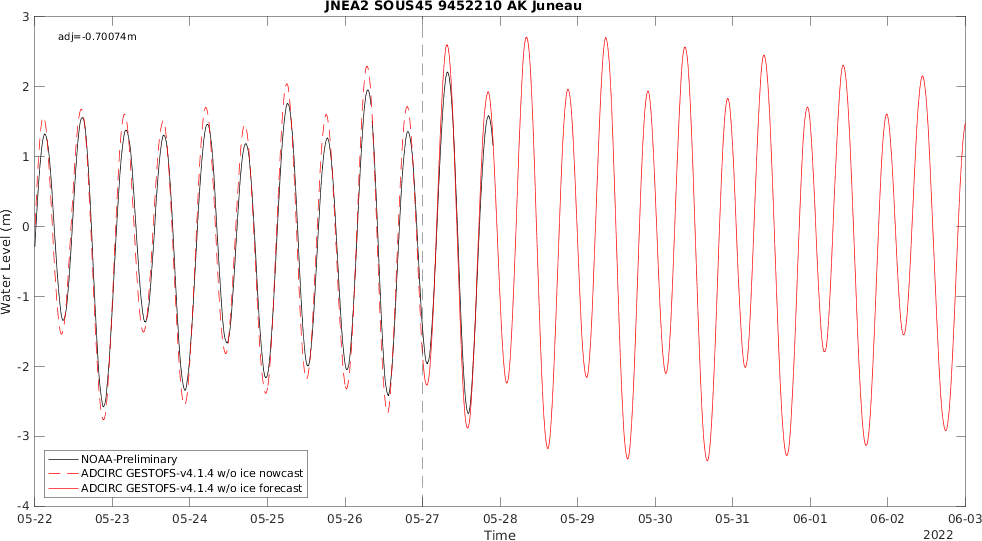 JNEA2 SOUS45 9452210 AK Juneau
adj=-0.70074m
3
2
1
0
-1
-2
-3
-4
Water Level (m)
NOAA-Preliminary
ADCIRC GESTOFS-v4.1.4 w/o ice nowcast
ADCIRC GESTOFS-v4.1.4 w/o ice forecast
05-22 05-23 05-24 05-25 05-26 05-27 05-28 05-29 05-30 05-31 06-01 06-02 06-03
Time
2022